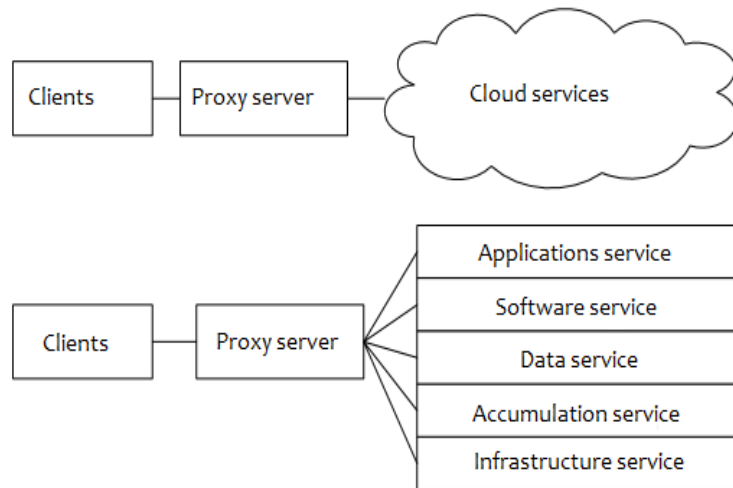 Clients
Proxy server
Cloud services
Applications service
Software service
Clients
Proxy server
Data service
Accumulation service
Infrastructure service